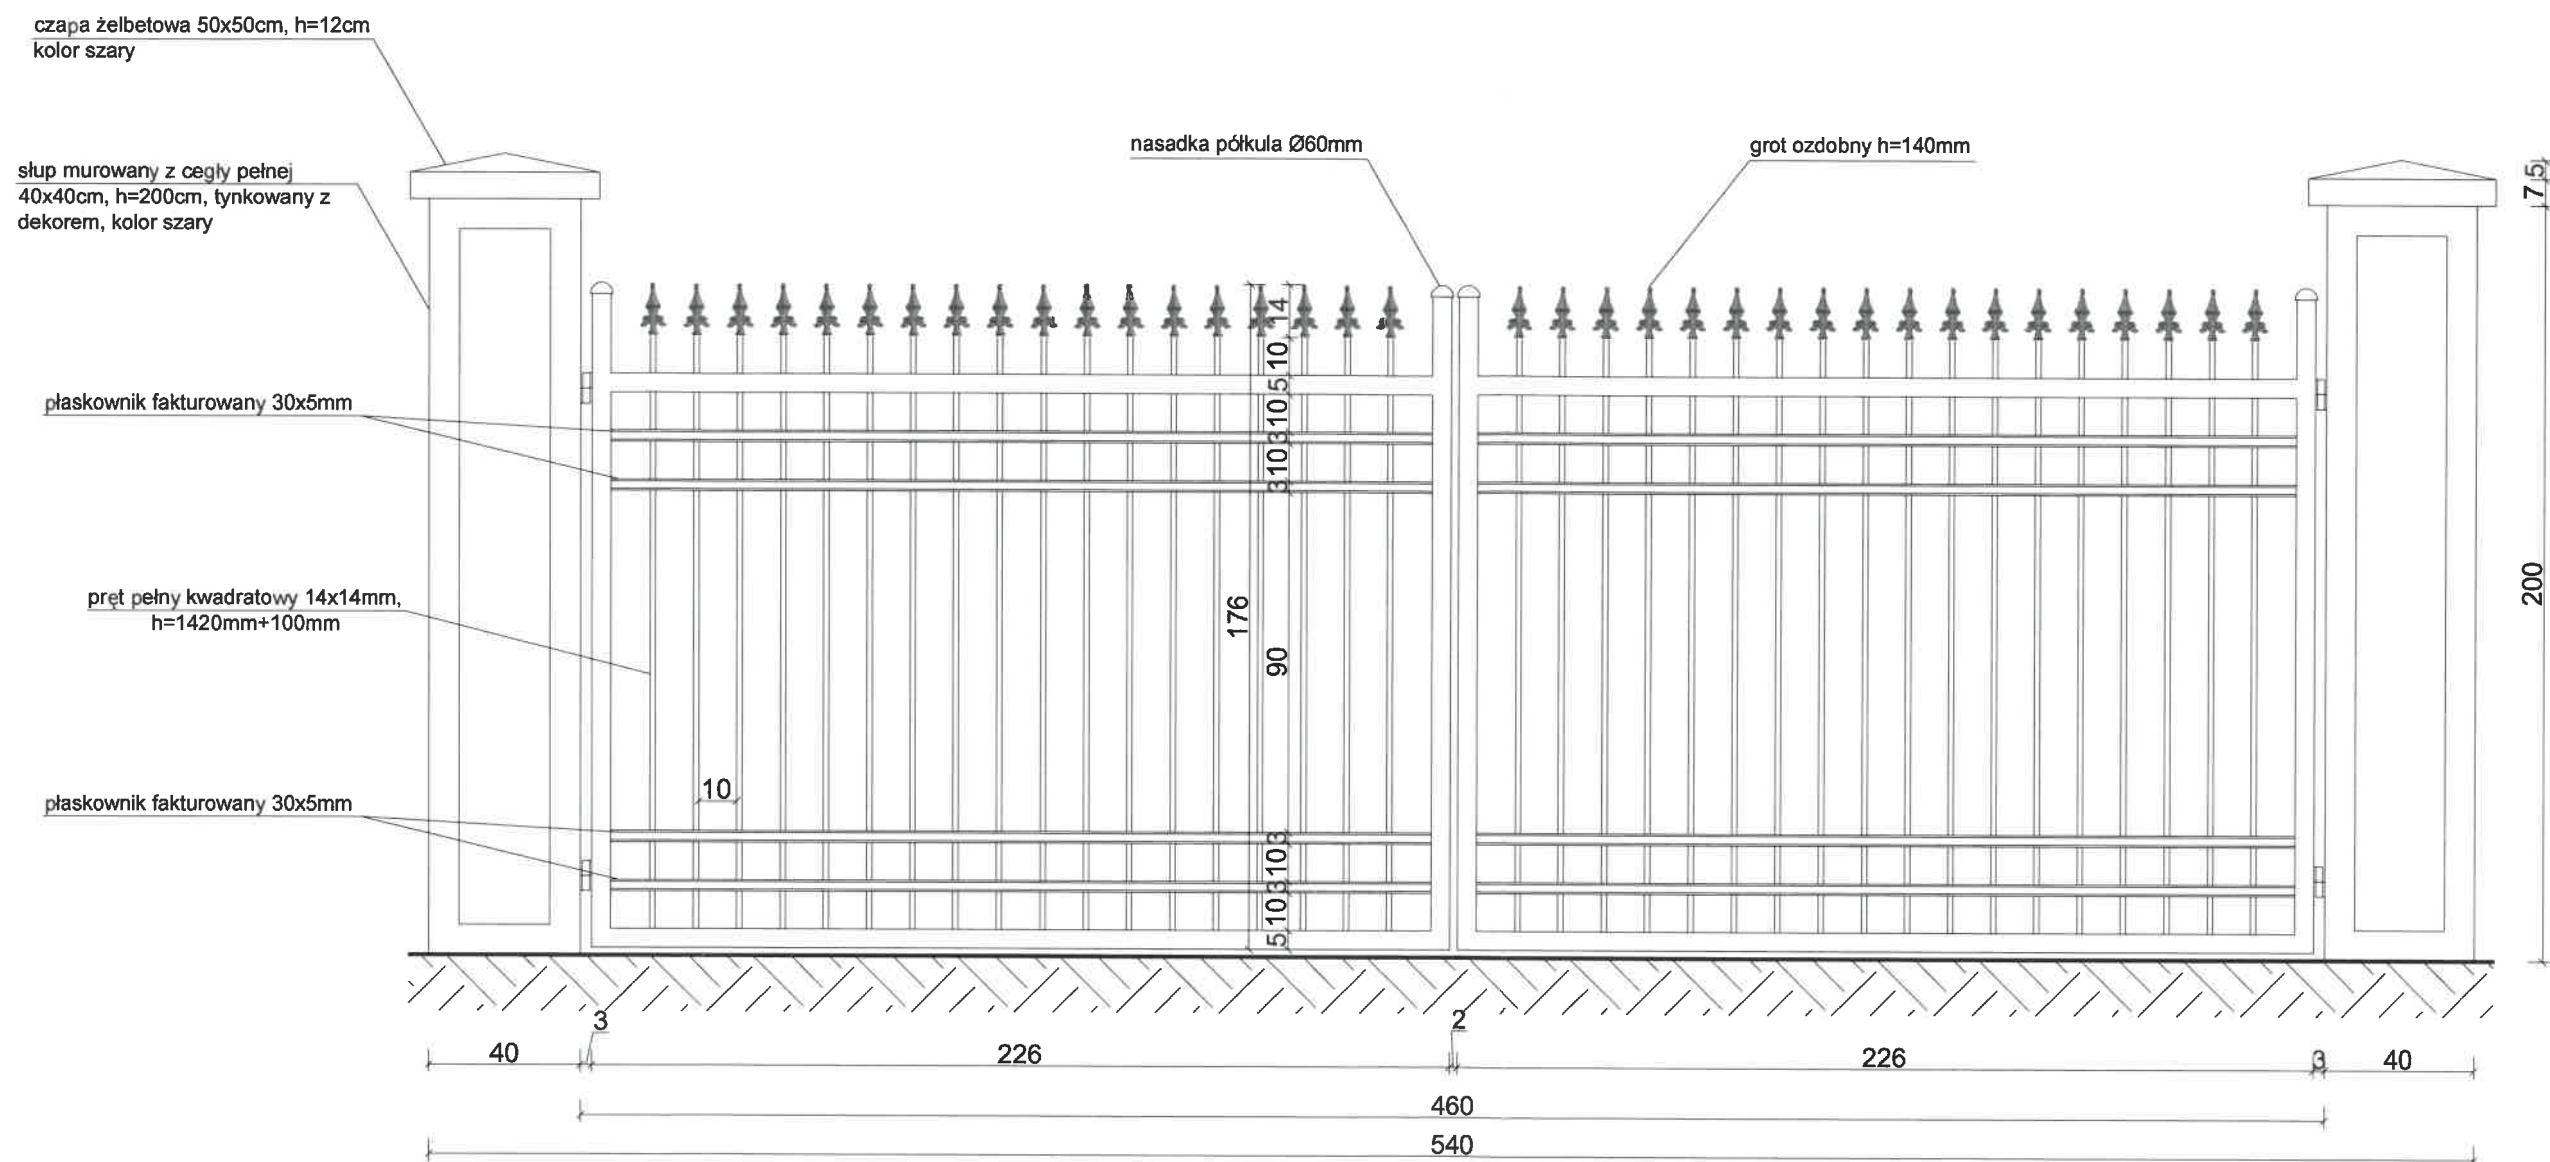 czapa żelbetowa 50x50cm, h=12cm
kolor szary
słup murowany z cegły pełnej
40x40cm, h=200cm, tynkowany z
dekorem, kolor szary
nasadka półkula Ø60mm
grot ozdobny h=140mm
płaskownik fakturowany 30x5mm
pręt pełny kwadratowy 14x14mm,
h=1420mm+100mm
płaskownik fakturowany 30x5mm
10
176
14
10
5
10
3
10
3
90
3
10
3
10
5
5
7
200
3
2
40
226
226
3
40
460
540